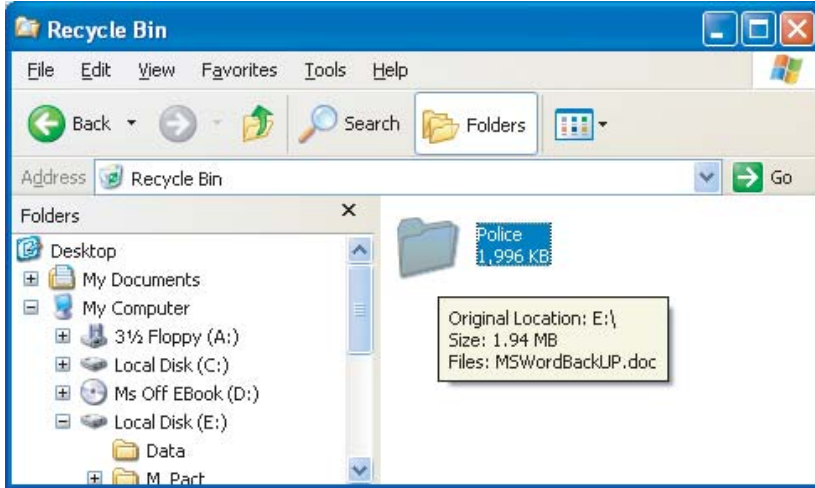 Recycle Bin
File Edit View Favorites Tools Help
Back Search Folders
Address Recycle Bin Go
Folders
Desktop
My Documents
My Computer
3½ Floppy (A:)
Local Disk (C:)
Ms Off EBook (D:)
Local Disk (E:)
Data
M_Pact
Police
1,996 KB
Original Location: E:\
Size: 1.94 MB
Files: MSWordBackUP.doc